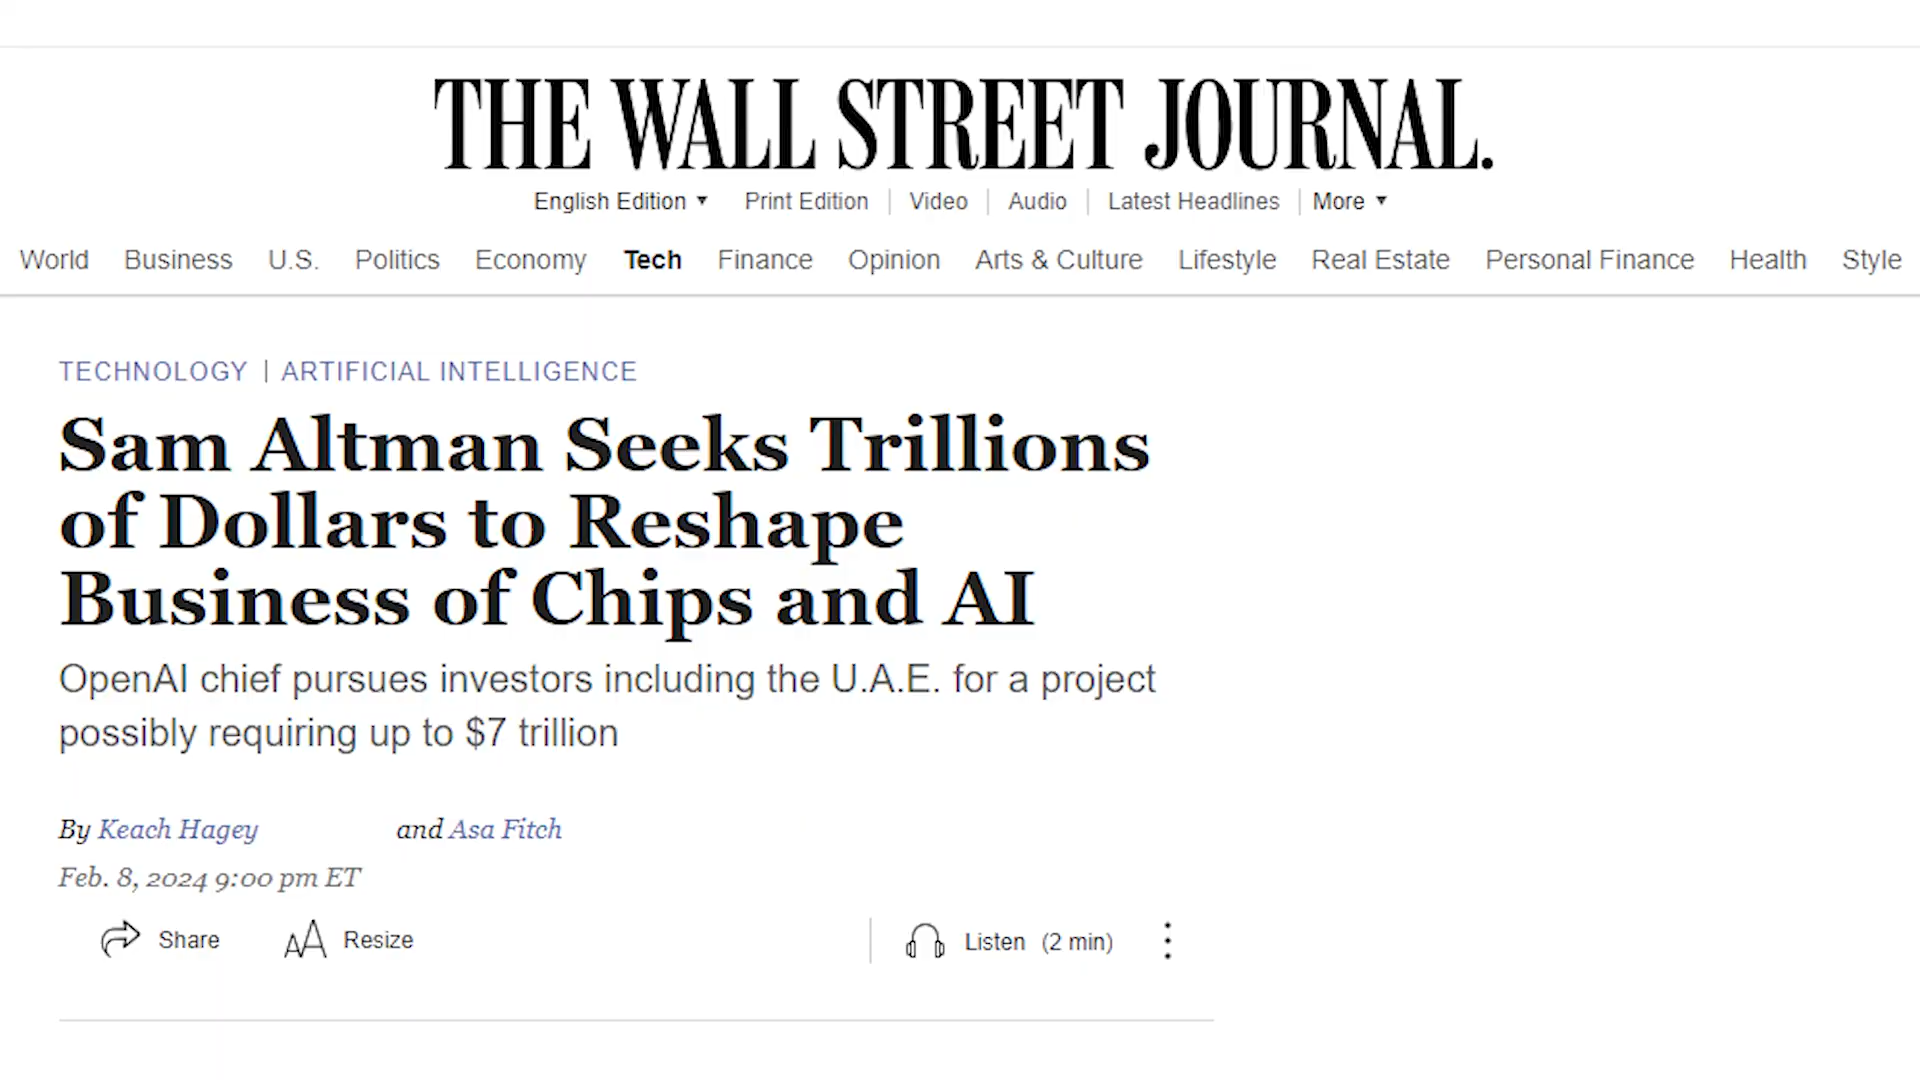 THE WALL STREET JOURNAL.
English Edition ▼ Print Edition | Video | Audio | Latest Headlines | More ▼
World Business U.S. Politics Economy Tech Finance Opinion Arts & Culture Lifestyle Real Estate Personal Finance Health Style
TECHNOLOGY | ARTIFICIAL INTELLIGENCE
Sam Altman Seeks Trillions
of Dollars to Reshape
Business of Chips and AI
OpenAI chief pursues investors including the U.A.E. for a project
possibly requiring up to $7 trillion
By Keach Hagey and Asa Fitch
Feb. 8, 2024 9:00 pm ET
Share AA Resize Listen (2 min)